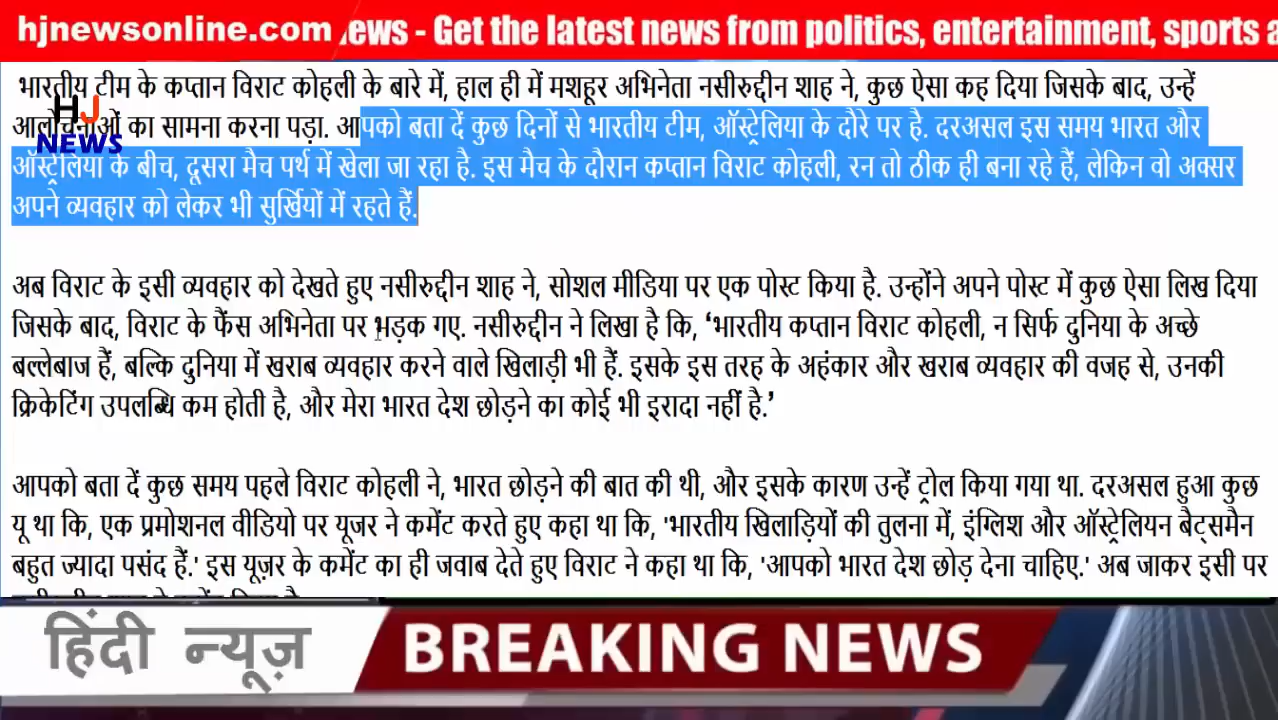 hjnewsonline.com ews - Get the latest news from politics, entertainment, sports a
भारतीय टीम के कप्तान विराट कोहली के बारे में, हाल ही में मशहूर अभिनेता नसीरुद्दीन शाह ने, कुछ ऐसा कह दिया जिसके बाद, उन्हें
आलोचनाओं का सामना करना पड़ा. आपको बता दें कुछ दिनों से भारतीय टीम, ऑस्ट्रेलिया के दौरे पर है. दरअसल इस समय भारत और
HJ
NEWS
ऑस्ट्रेलिया के बीच, दूसरा मैच पर्थ में खेला जा रहा है. इस मैच के दौरान कप्तान विराट कोहली, रन तो ठीक ही बना रहे हैं, लेकिन वो अक्सर
अपने व्यवहार को लेकर भी सुर्खियों में रहते हैं.
अब विराट के इसी व्यवहार को देखते हुए नसीरुद्दीन शाह ने, सोशल मीडिया पर एक पोस्ट किया है. उन्होंने अपने पोस्ट में कुछ ऐसा लिख दिया
जिसके बाद, विराट के फैंस अभिनेता पर भड़क गए. नसीरुद्दीन ने लिखा है कि, ‘भारतीय कप्तान विराट कोहली, न सिर्फ दुनिया के अच्छे
बल्लेबाज हैं, बल्कि दुनिया में खराब व्यवहार करने वाले खिलाड़ी भी हैं. इसके इस तरह के अहंकार और खराब व्यवहार की वजह से, उनकी
क्रिकेटिंग उपलब्धि कम होती है, और मेरा भारत देश छोड़ने का कोई भी इरादा नहीं है.’
आपको बता दें कुछ समय पहले विराट कोहली ने, भारत छोड़ने की बात की थी, और इसके कारण उन्हें ट्रोल किया गया था. दरअसल हुआ कुछ
यू था कि, एक प्रमोशनल वीडियो पर यूजर ने कमेंट करते हुए कहा था कि, 'भारतीय खिलाड़ियों की तुलना में, इंग्लिश और ऑस्ट्रेलियन बैट्समैन
बहुत ज्यादा पसंद हैं.' इस यूज़र के कमेंट का ही जवाब देते हुए विराट ने कहा था कि, 'आपको भारत देश छोड़ देना चाहिए.' अब जाकर इसी पर
हिंदी न्यूज़ BREAKING NEWS